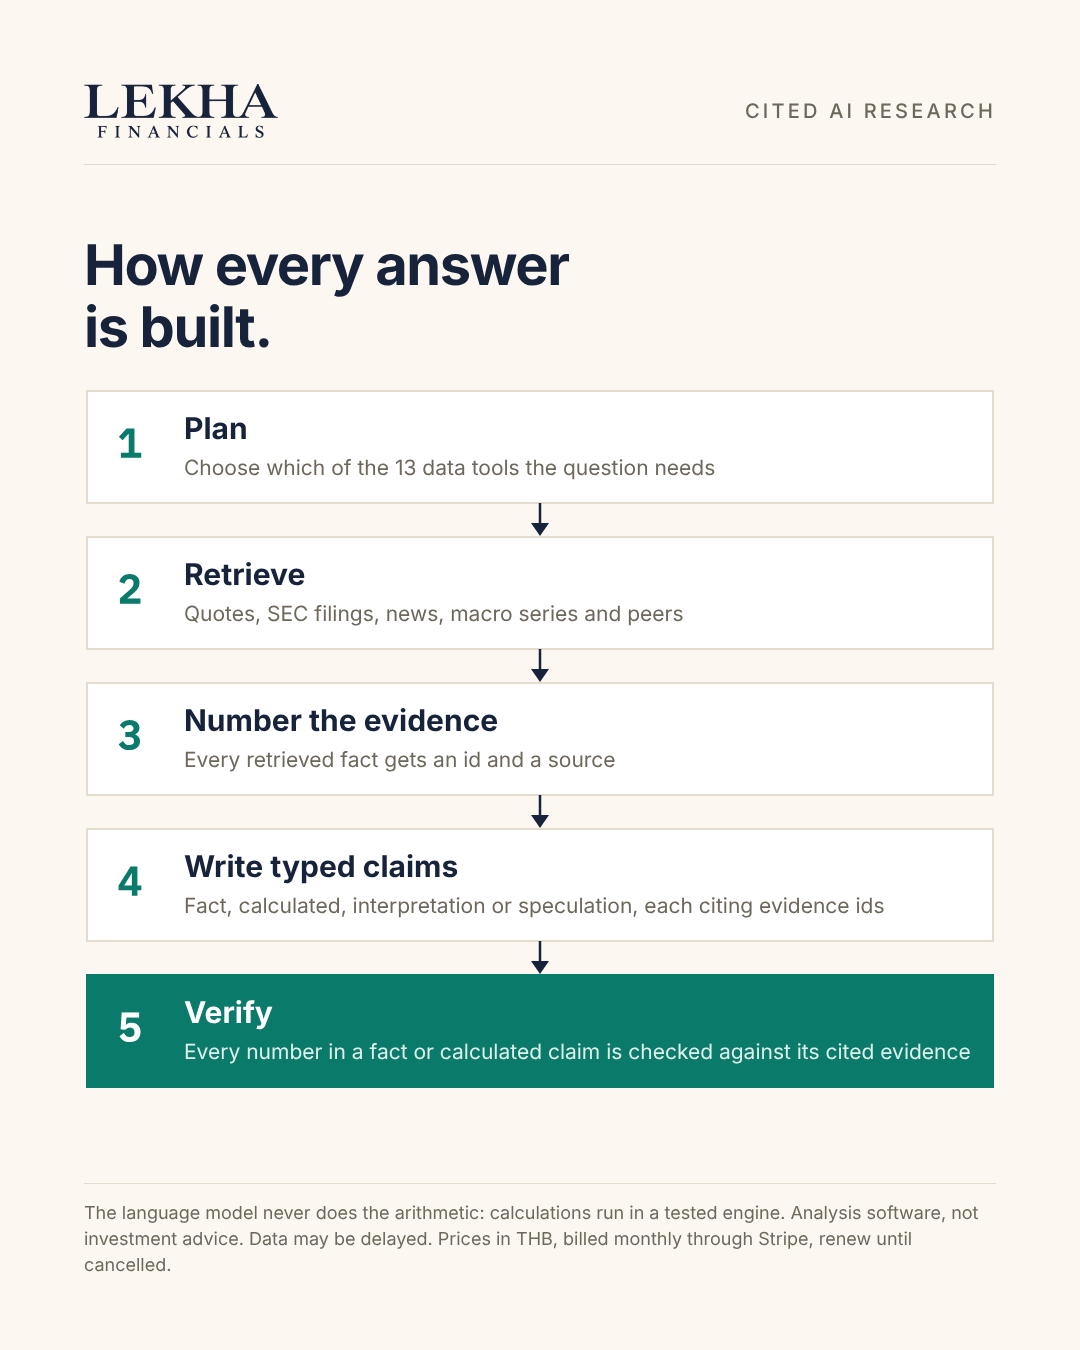 LEKHA
FINANCIALS
CITED AI RESEARCH
How every answer
is built.
1
Plan
Choose which of the 13 data tools the question needs
2
Retrieve
Quotes, SEC filings, news, macro series and peers
3
Number the evidence
Every retrieved fact gets an id and a source
4
Write typed claims
Fact, calculated, interpretation or speculation, each citing evidence ids
5
Verify
Every number in a fact or calculated claim is checked against its cited evidence
The language model never does the arithmetic: calculations run in a tested engine. Analysis software, not
investment advice. Data may be delayed. Prices in THB, billed monthly through Stripe, renew until
cancelled.